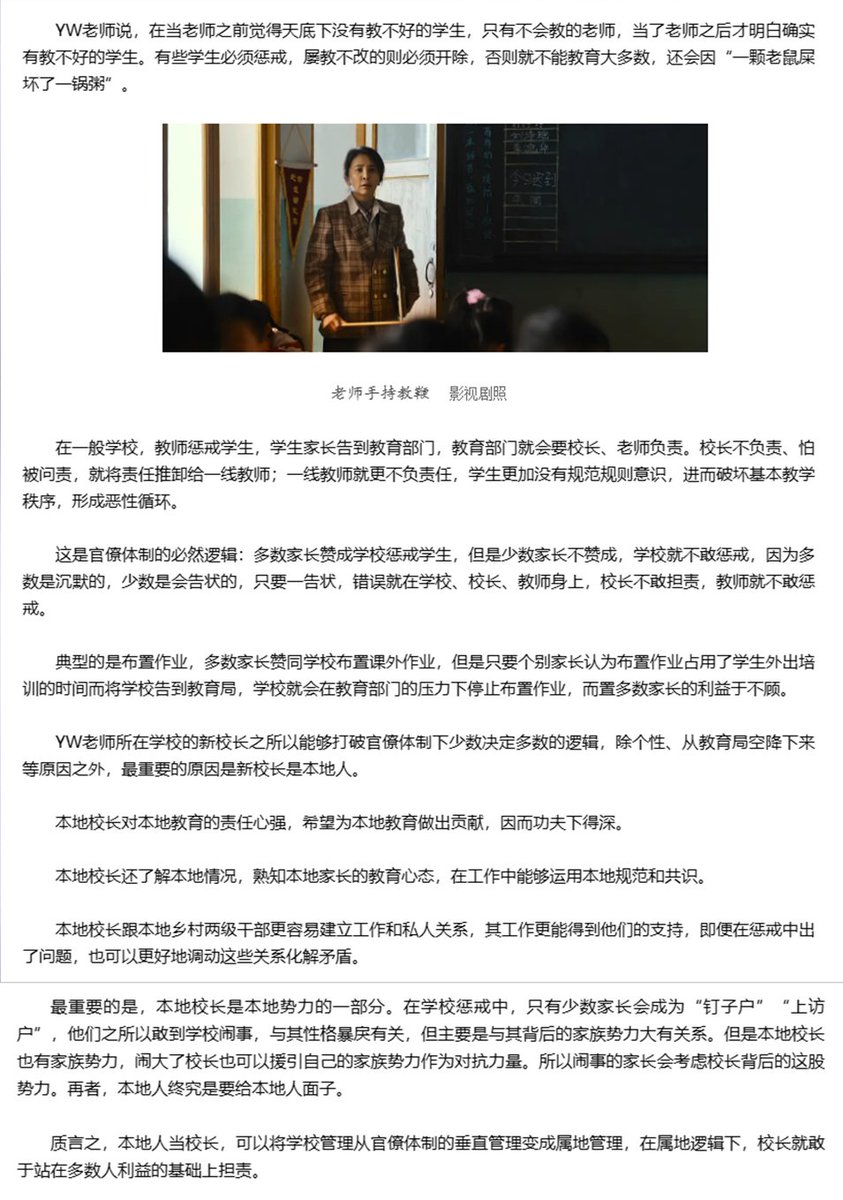 YW老师说，在当老师之前觉得天底下没有教不好的学生，只有不会教的老师，当了老师之后才明白确实
有教不好的学生。有些学生必须惩戒，屡教不改的则必须开除，否则就不能教育大多数，还会因“一颗老鼠屎
坏了一锅粥”。
今日迟到
老师手持教鞭 影视剧照
在一般学校，教师惩戒学生，学生家长告到教育部门，教育部门就会要校长、老师负责。校长不负责、怕
被问责，就将责任推卸给一线教师；一线教师就更不负责任，学生更加没有规范规则意识，进而破坏基本教学
秩序，形成恶性循环。
这是官僚体制的必然逻辑：多数家长赞成学校惩戒学生，但是少数家长不赞成，学校就不敢惩戒，因为多
数是沉默的，少数是会告状的，只要一告状，错误就在学校、校长、教师身上，校长不敢担责，教师就不敢惩
戒。
典型的是布置作业，多数家长赞同学校布置课外作业，但是只要个别家长认为布置作业占用了学生外出培
训的时间而将学校告到教育局，学校就会在教育部门的压力下停止布置作业，而置多数家长的利益于不顾。
YW老师所在学校的新校长之所以能够打破官僚体制下少数决定多数的逻辑，除个性、从教育局空降下来
等原因之外，最重要的原因是新校长是本地人。
本地校长对本地教育的责任心强，希望为本地教育做出贡献，因而功夫下得深。
本地校长还了解本地情况，熟知本地家长的教育心态，在工作中能够运用本地规范和共识。
本地校长跟本地乡村两级干部更容易建立工作和私人关系，其工作更能得到他们的支持，即便在惩戒中出
了问题，也可以更好地调动这些关系化解矛盾。
最重要的是，本地校长是本地势力的一部分。在学校惩戒中，只有少数家长会成为“钉子户”“上访
户”，他们之所以敢到学校闹事，与其性格暴戾有关，但主要是与其背后的家族势力大有关系。但是本地校长
也有家族势力，闹大了校长也可以援引自己的家族势力作为对抗力量。所以闹事的家长会考虑校长背后的这股
势力。再者，本地人终究是要给本地人面子。
质言之，本地人当校长，可以将学校管理从官僚体制的垂直管理变成属地管理，在属地逻辑下，校长就敢
于站在多数人利益的基础上担责。